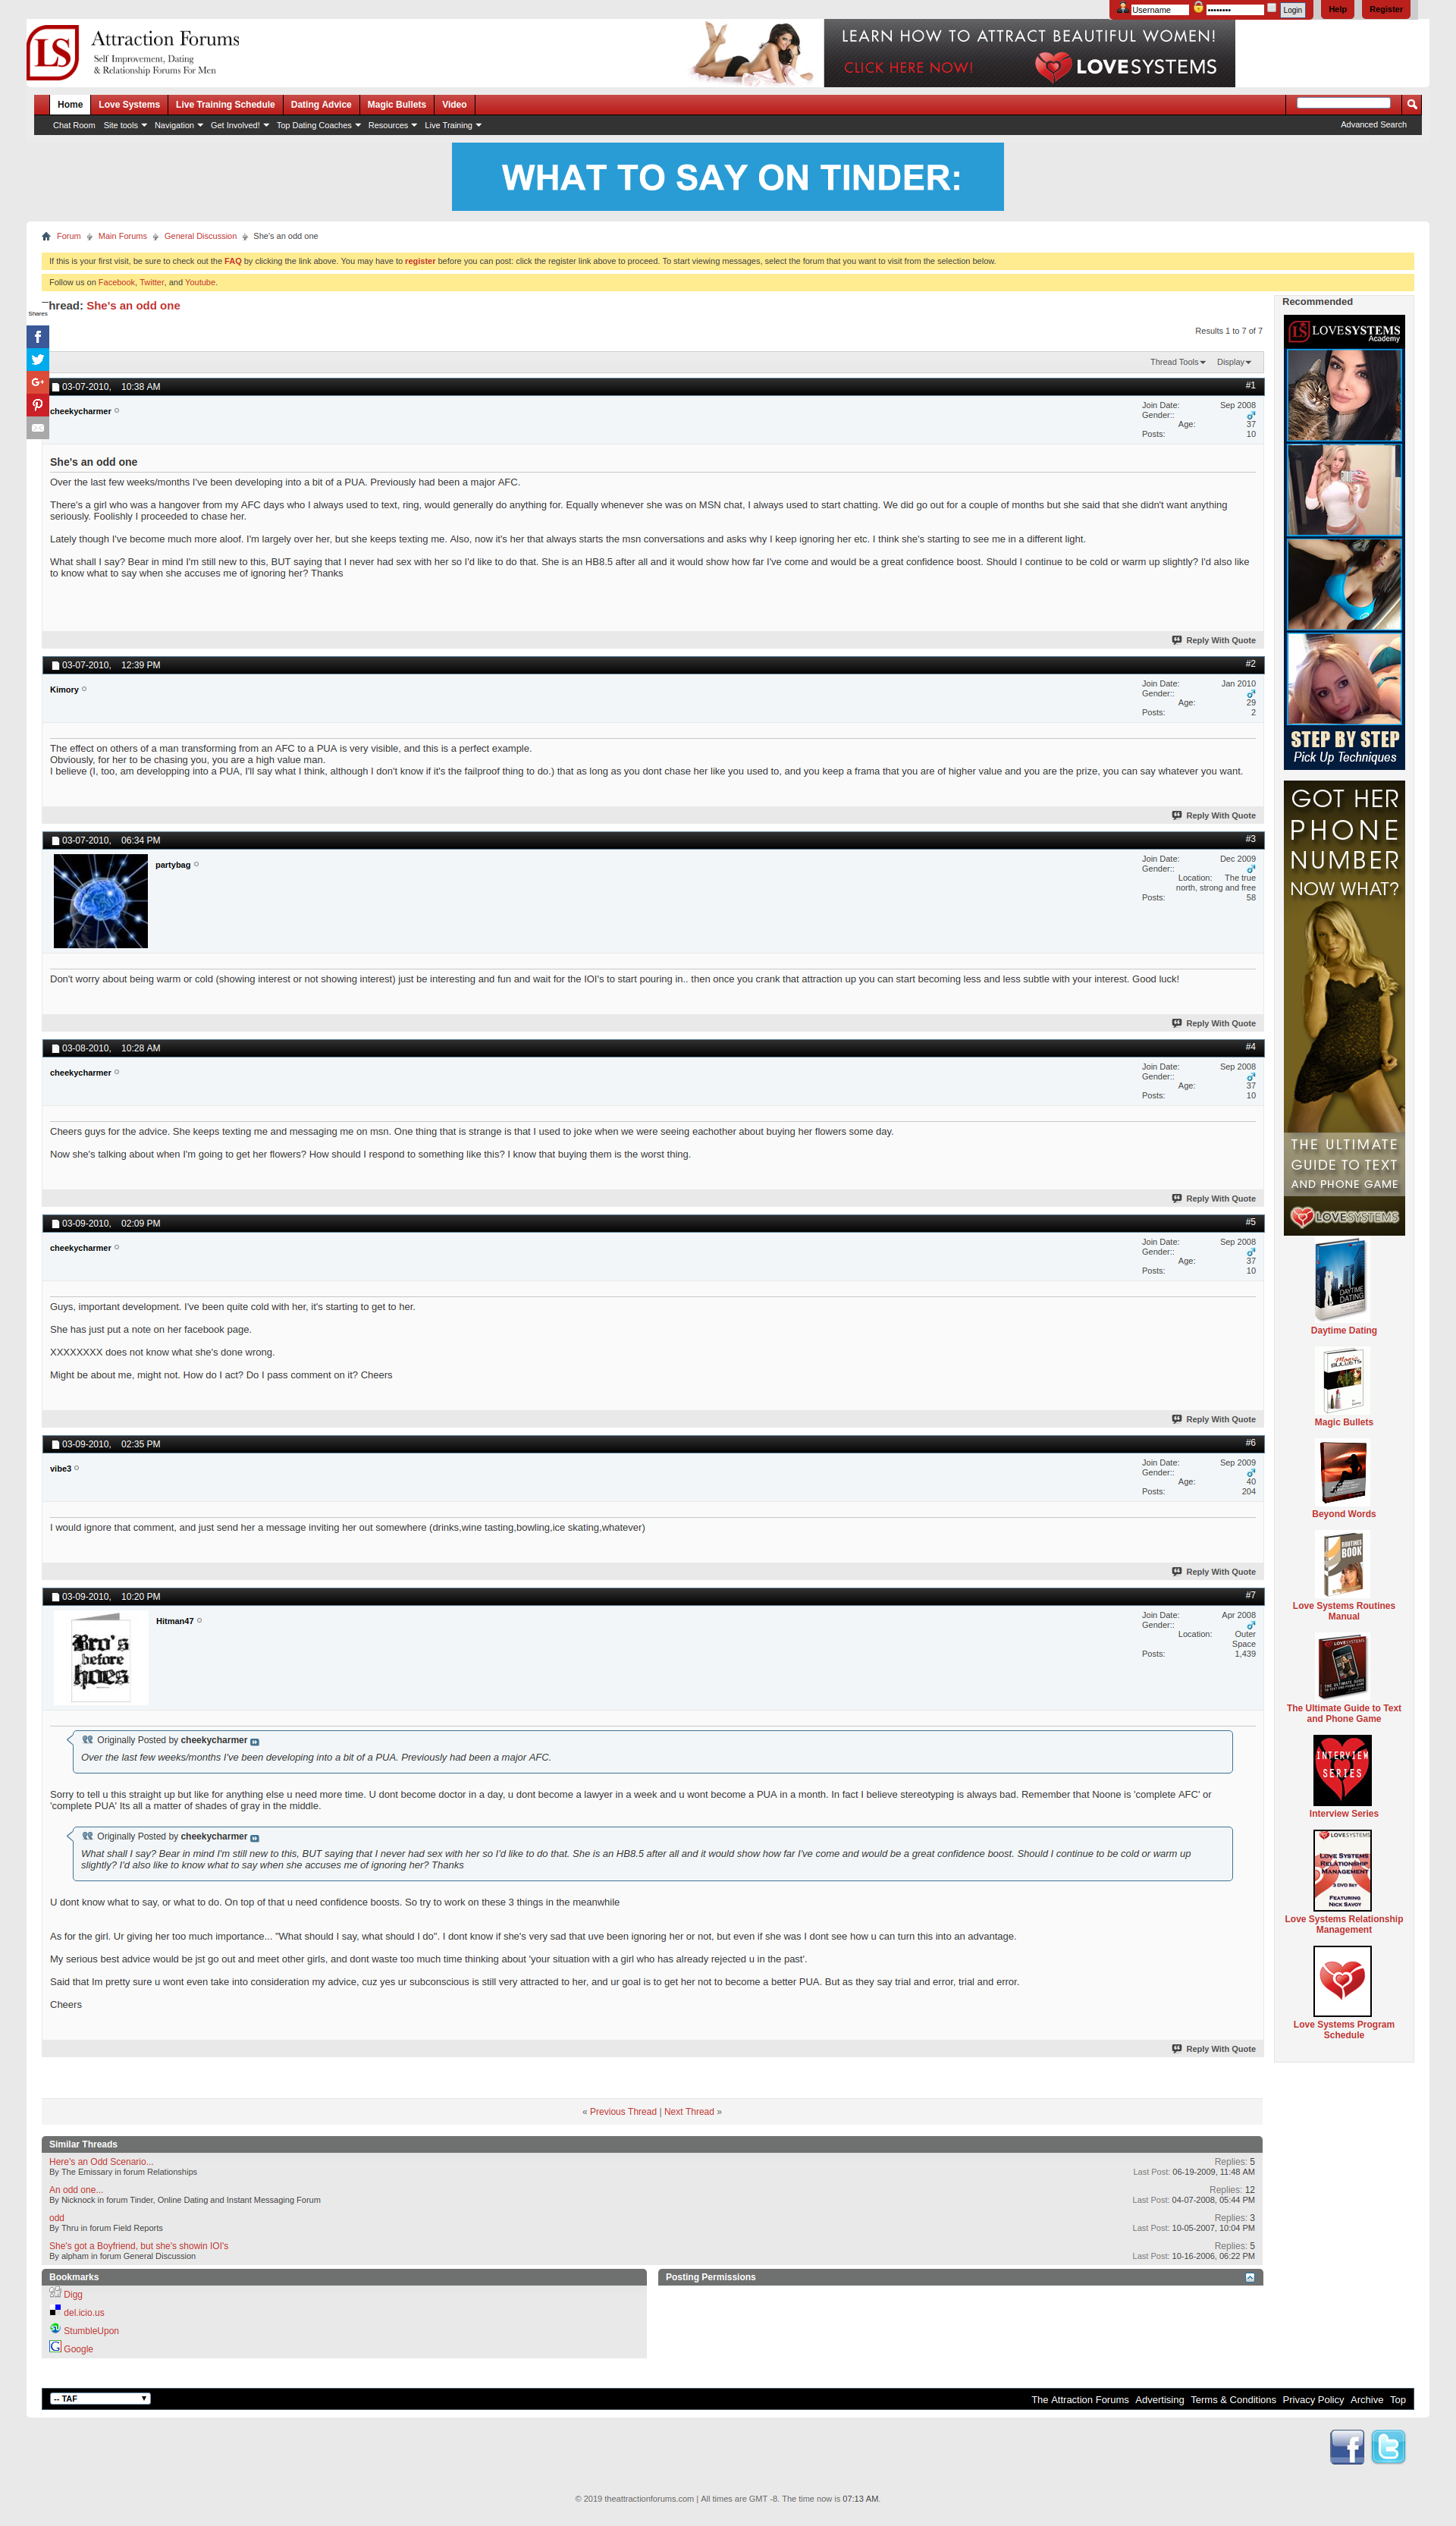 Username •••••••• Login Help Register
LS Attraction Forums
Self Improvement, Dating
& Relationship Forums For Men
LEARN HOW TO ATTRACT BEAUTIFUL WOMEN!
CLICK HERE NOW! LOVESYSTEMS
Home Love Systems Live Training Schedule Dating Advice Magic Bullets Video
Chat Room Site tools Navigation Get Involved! Top Dating Coaches Resources Live Training Advanced Search
WHAT TO SAY ON TINDER:
Forum Main Forums General Discussion She's an odd one
If this is your first visit, be sure to check out the FAQ by clicking the link above. You may have to register before you can post: click the register link above to proceed. To start viewing messages, select the forum that you want to visit from the selection below.
Follow us on Facebook, Twitter, and Youtube.
hread: She's an odd one
Shares
Results 1 to 7 of 7
Thread Tools Display
03-07-2010, 10:38 AM #1
cheekycharmer
Join Date: Sep 2008
Gender::
Age: 37
Posts: 10
She's an odd one
Over the last few weeks/months I've been developing into a bit of a PUA. Previously had been a major AFC.
There's a girl who was a hangover from my AFC days who I always used to text, ring, would generally do anything for. Equally whenever she was on MSN chat, I always used to start chatting. We did go out for a couple of months but she said that she didn't want anything
seriously. Foolishly I proceeded to chase her.
Lately though I've become much more aloof. I'm largely over her, but she keeps texting me. Also, now it's her that always starts the msn conversations and asks why I keep ignoring her etc. I think she's starting to see me in a different light.
What shall I say? Bear in mind I'm still new to this, BUT saying that I never had sex with her so I'd like to do that. She is an HB8.5 after all and it would show how far I've come and would be a great confidence boost. Should I continue to be cold or warm up slightly? I'd also like
to know what to say when she accuses me of ignoring her? Thanks
Reply With Quote
03-07-2010, 12:39 PM #2
Kimory
Join Date: Jan 2010
Gender::
Age: 29
Posts: 2
The effect on others of a man transforming from an AFC to a PUA is very visible, and this is a perfect example.
Obviously, for her to be chasing you, you are a high value man.
I believe (I, too, am developping into a PUA, I'll say what I think, although I don't know if it's the failproof thing to do.) that as long as you dont chase her like you used to, and you keep a frama that you are of higher value and you are the prize, you can say whatever you want.
Reply With Quote
03-07-2010, 06:34 PM #3
partybag
Join Date: Dec 2009
Gender::
Location: The true
north, strong and free
Posts: 58
Don't worry about being warm or cold (showing interest or not showing interest) just be interesting and fun and wait for the IOI's to start pouring in.. then once you crank that attraction up you can start becoming less and less subtle with your interest. Good luck!
Reply With Quote
03-08-2010, 10:28 AM #4
cheekycharmer
Join Date: Sep 2008
Gender::
Age: 37
Posts: 10
Cheers guys for the advice. She keeps texting me and messaging me on msn. One thing that is strange is that I used to joke when we were seeing eachother about buying her flowers some day.
Now she's talking about when I'm going to get her flowers? How should I respond to something like this? I know that buying them is the worst thing.
Reply With Quote
03-09-2010, 02:09 PM #5
cheekycharmer
Join Date: Sep 2008
Gender::
Age: 37
Posts: 10
Guys, important development. I've been quite cold with her, it's starting to get to her.
She has just put a note on her facebook page.
XXXXXXXX does not know what she's done wrong.
Might be about me, might not. How do I act? Do I pass comment on it? Cheers
Reply With Quote
03-09-2010, 02:35 PM #6
vibe3
Join Date: Sep 2009
Gender::
Age: 40
Posts: 204
I would ignore that comment, and just send her a message inviting her out somewhere (drinks,wine tasting,bowling,ice skating,whatever)
Reply With Quote
03-09-2010, 10:20 PM #7
Bro's
before
hoes
Hitman47
Join Date: Apr 2008
Gender::
Location: Outer
Space
Posts: 1,439
Originally Posted by cheekycharmer
Over the last few weeks/months I've been developing into a bit of a PUA. Previously had been a major AFC.
Sorry to tell u this straight up but like for anything else u need more time. U dont become doctor in a day, u dont become a lawyer in a week and u wont become a PUA in a month. In fact I believe stereotyping is always bad. Remember that Noone is 'complete AFC' or
'complete PUA' Its all a matter of shades of gray in the middle.
Originally Posted by cheekycharmer
What shall I say? Bear in mind I'm still new to this, BUT saying that I never had sex with her so I'd like to do that. She is an HB8.5 after all and it would show how far I've come and would be a great confidence boost. Should I continue to be cold or warm up
slightly? I'd also like to know what to say when she accuses me of ignoring her? Thanks
U dont know what to say, or what to do. On top of that u need confidence boosts. So try to work on these 3 things in the meanwhile
As for the girl. Ur giving her too much importance... "What should I say, what should I do". I dont know if she's very sad that uve been ignoring her or not, but even if she was I dont see how u can turn this into an advantage.
My serious best advice would be jst go out and meet other girls, and dont waste too much time thinking about 'your situation with a girl who has already rejected u in the past'.
Said that Im pretty sure u wont even take into consideration my advice, cuz yes ur subconscious is still very attracted to her, and ur goal is to get her not to become a better PUA. But as they say trial and error, trial and error.
Cheers
Reply With Quote
« Previous Thread | Next Thread »
Similar Threads
Here's an Odd Scenario...
By The Emissary in forum Relationships
Replies: 5
Last Post: 06-19-2009, 11:48 AM
An odd one...
By Nicknock in forum Tinder, Online Dating and Instant Messaging Forum
Replies: 12
Last Post: 04-07-2008, 05:44 PM
odd
By Thru in forum Field Reports
Replies: 3
Last Post: 10-05-2007, 10:04 PM
She's got a Boyfriend, but she's showin IOI's
By alpham in forum General Discussion
Replies: 5
Last Post: 10-16-2006, 06:22 PM
Bookmarks
Digg
del.icio.us
StumbleUpon
Google
Posting Permissions
Recommended
LS LOVESYSTEMS
Academy
STEP BY STEP
Pick Up Techniques
GOT HER
PHONE
NUMBER
NOW WHAT?
THE ULTIMATE
GUIDE TO TEXT
AND PHONE GAME
LOVESYSTEMS
DAYTIME
DATING
Daytime Dating
Magic
BULLETS
Magic Bullets
Beyond Words
ROUTINES
BOOK
Love Systems Routines
Manual
The Ultimate Guide to Text
and Phone Game
INTERVIEW
SERIES
Interview Series
LOVESYSTEMS
LOVE SYSTEMS
RELATIONSHIP
MANAGEMENT
3 DVD SET
FEATURING
NICK SAVOY
Love Systems Relationship
Management
Love Systems Program
Schedule
-- TAF
The Attraction Forums Advertising Terms & Conditions Privacy Policy Archive Top
© 2019 theattractionforums.com | All times are GMT -8. The time now is 07:13 AM.